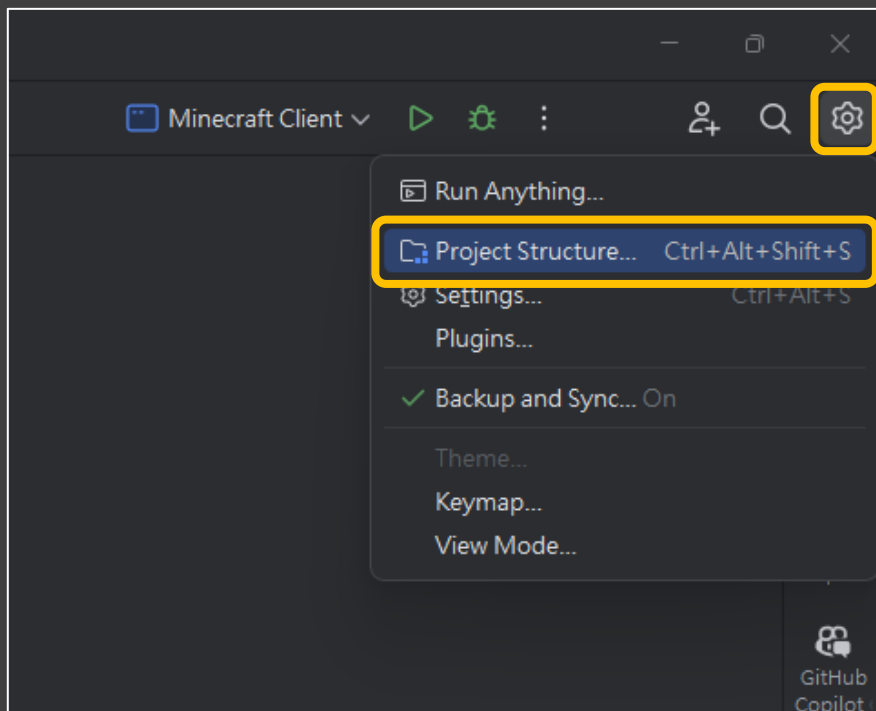 Minecraft Client
Run Anything...
Project Structure... Ctrl+Alt+Shift+S
Settings... Ctrl+Alt+S
Plugins...
Backup and Sync... On
Theme...
Keymap...
View Mode...
GitHub
Copilot